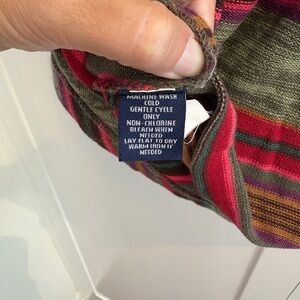 MACHINE WASH
COLD
GENTLE CYCLE
ONLY
NON-CHLORINE
BLEACH WHEN
NEEDED
LAY FLAT TO DRY
WARM IRON IF
NEEDED